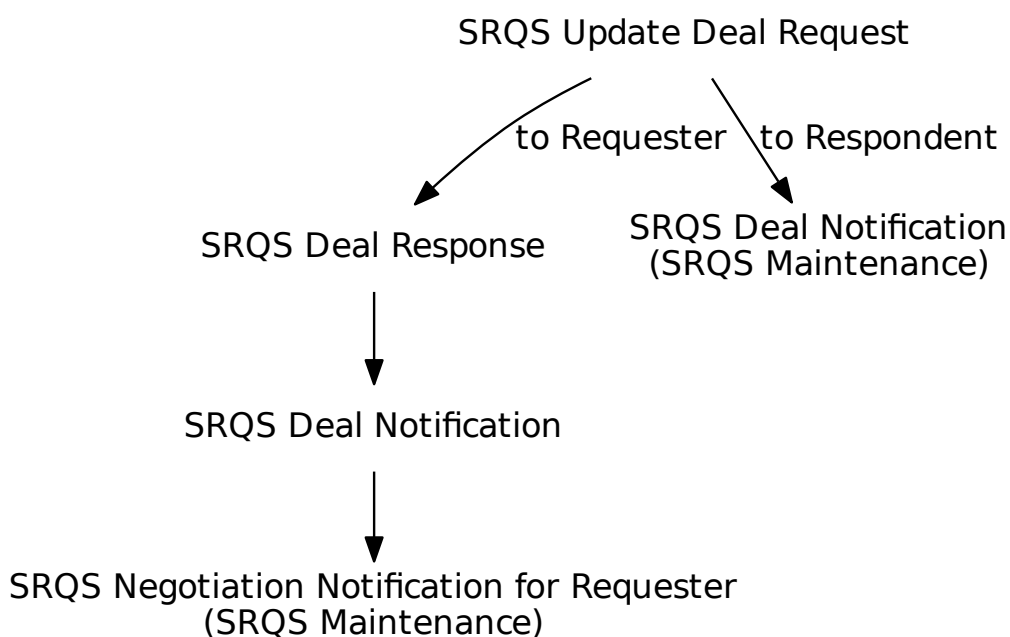 SRQS Update Deal Request
to Requester
to Respondent
SRQS Deal Response
SRQS Deal Notification
(SRQS Maintenance)
SRQS Deal Notification
SRQS Negotiation Notification for Requester
(SRQS Maintenance)